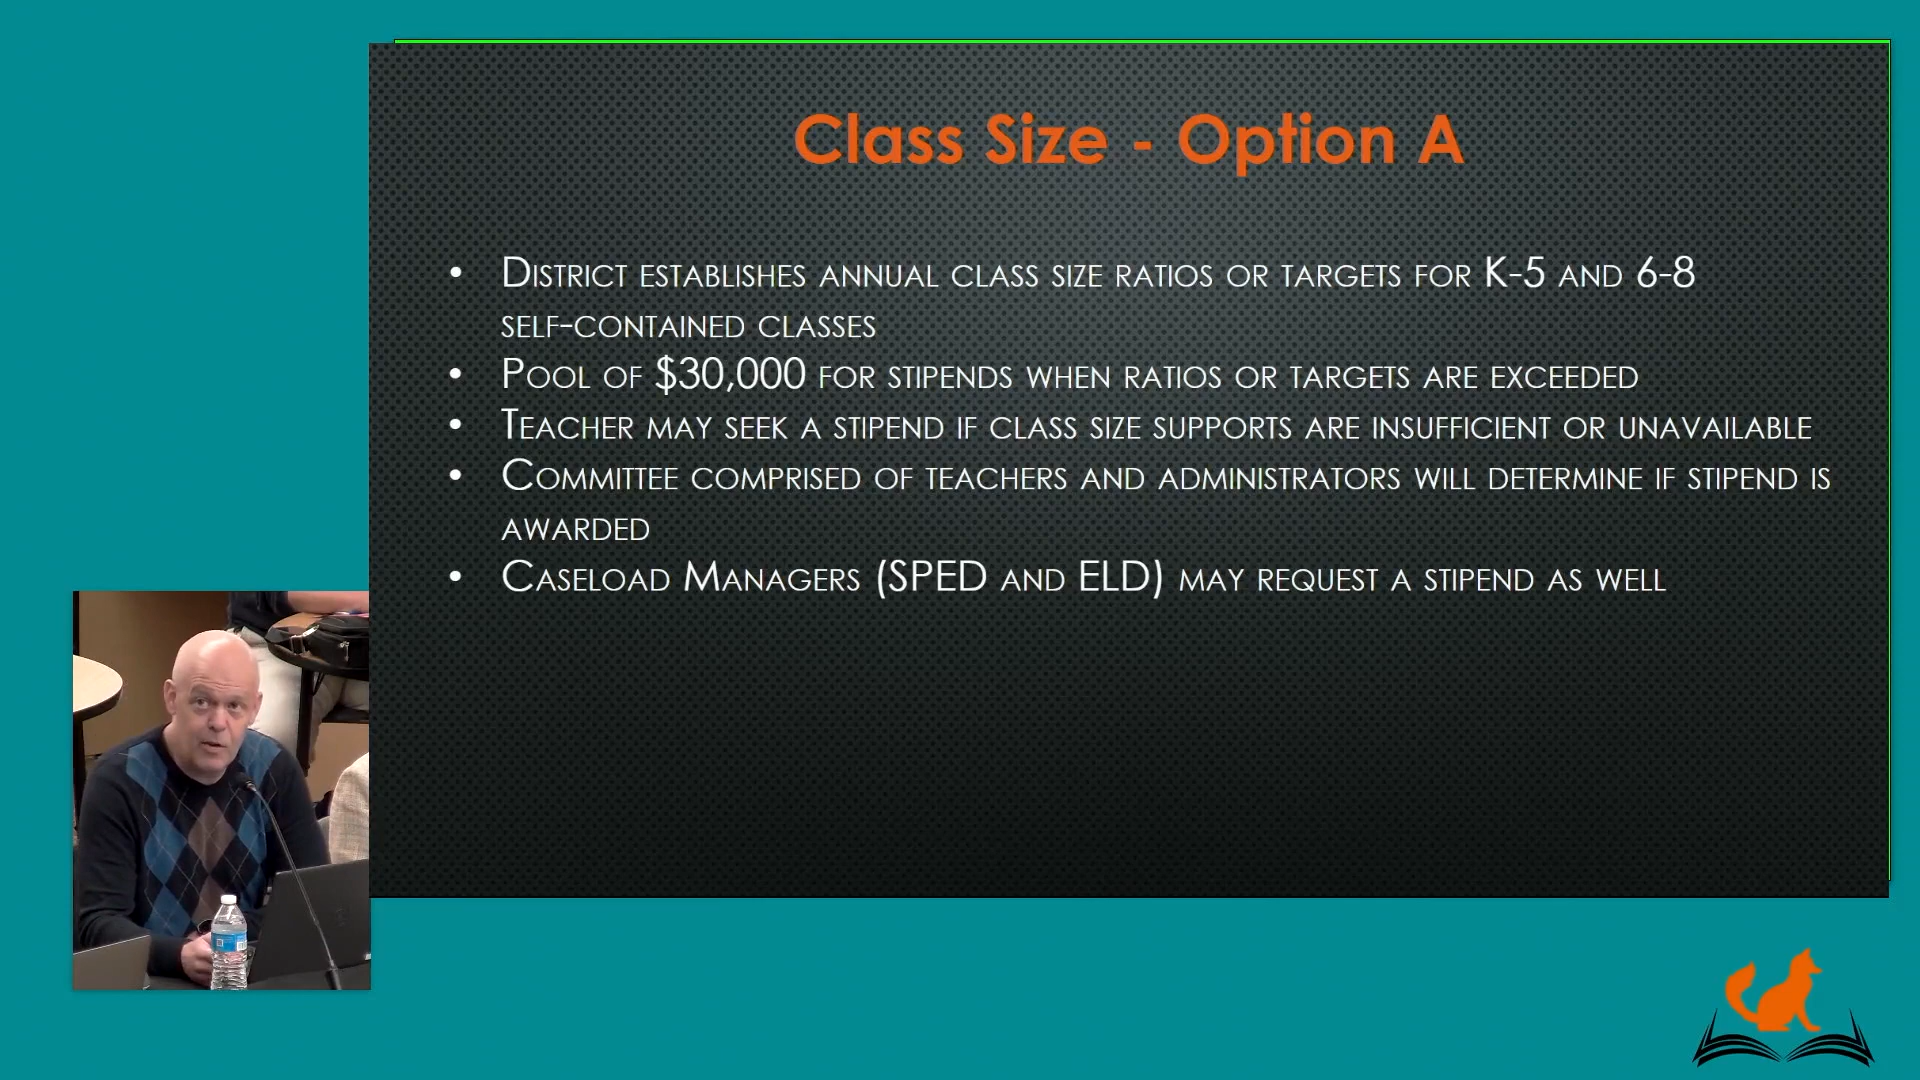 Class Size - Option A
• District establishes annual class size ratios or targets for K-5 and 6-8
self-contained classes
• Pool of $30,000 for stipends when ratios or targets are exceeded
• Teacher may seek a stipend if class size supports are insufficient or unavailable
• Committee comprised of teachers and administrators will determine if stipend is
awarded
• Caseload Managers (SPED and ELD) may request a stipend as well